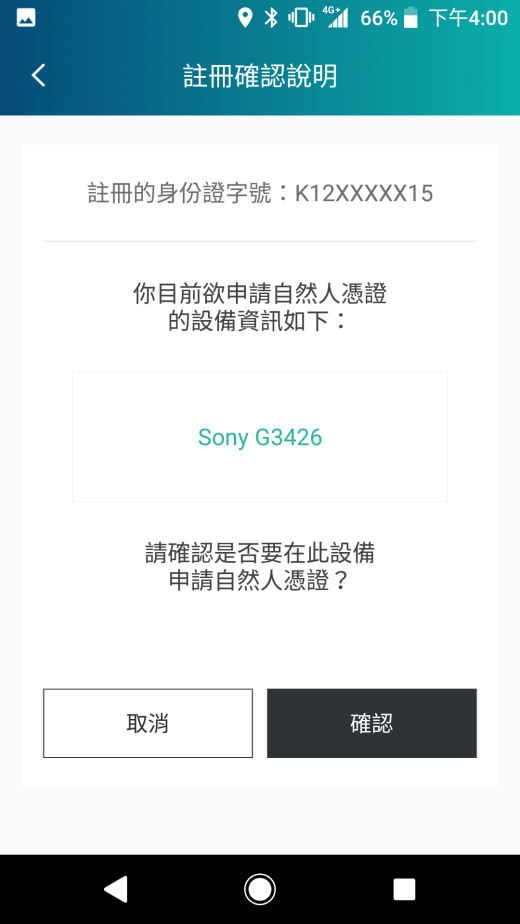 4G+ 66% 下午4:00
註冊確認說明
註冊的身份證字號：K12XXXXX15
你目前欲申請自然人憑證
的設備資訊如下：
Sony G3426
請確認是否要在此設備
申請自然人憑證？
取消 確認